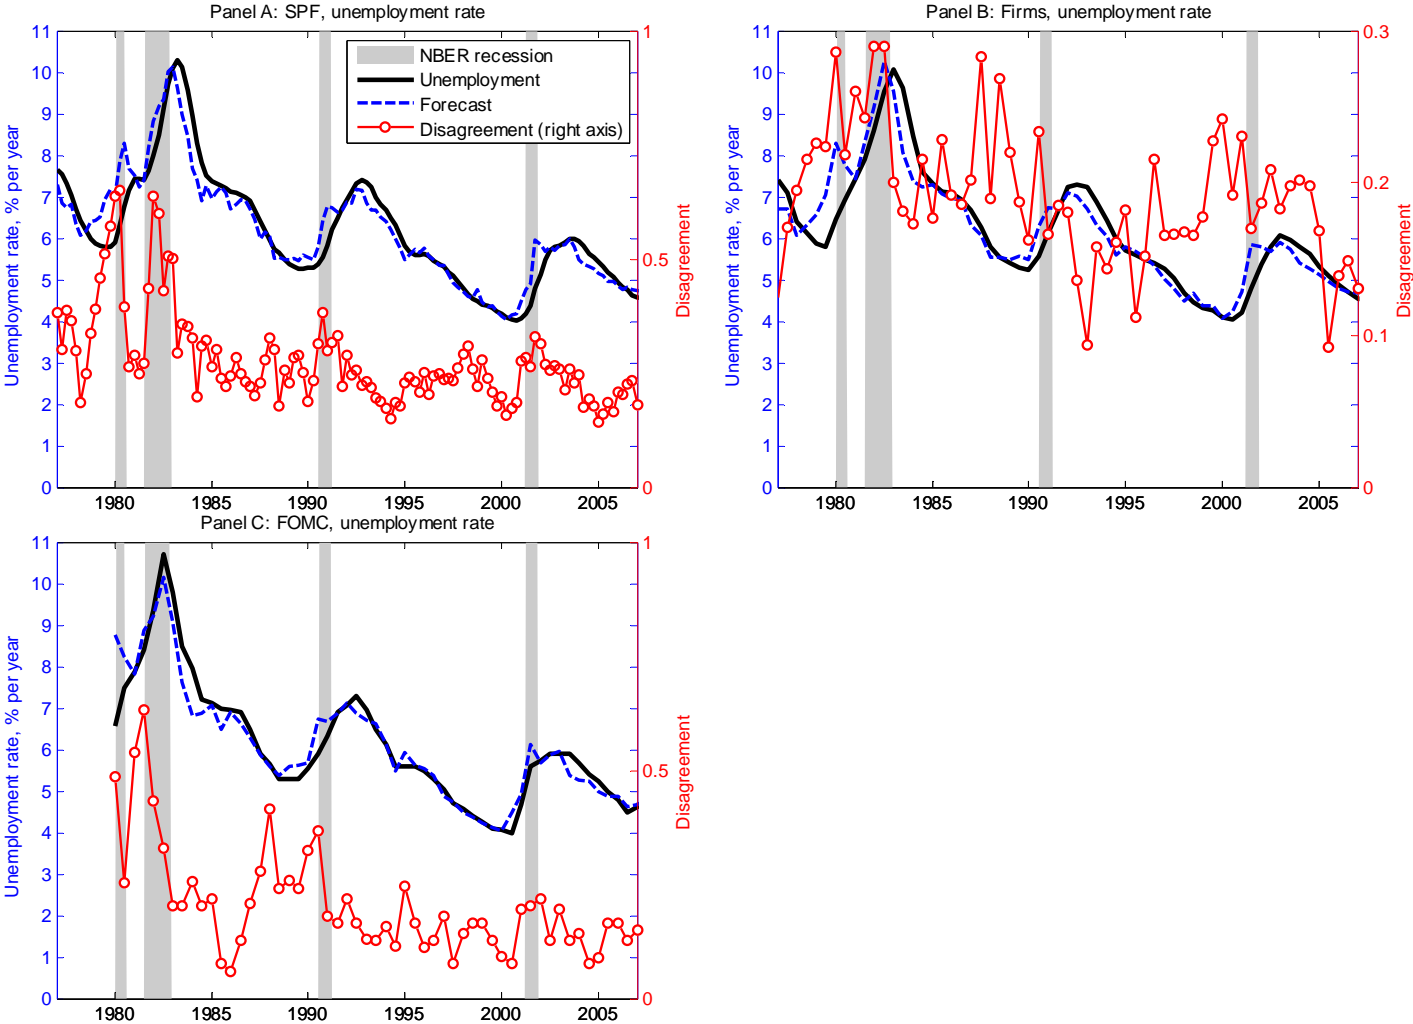 Panel A: SPF, unemployment rate
11
10
9
8
7
6
5
4
3
2
1
0
Unemployment rate, % per year
NBER recession
Unemployment
Forecast
Disagreement (right axis)
1
0.5
0
Disagreement
1980 1985 1990 1995 2000 2005
Panel B: Firms, unemployment rate
11
10
9
8
7
6
5
4
3
2
1
0
Unemployment rate, % per year
0.3
0.2
0.1
0
Disagreement
1980 1985 1990 1995 2000 2005
Panel C: FOMC, unemployment rate
11
10
9
8
7
6
5
4
3
2
1
0
Unemployment rate, % per year
1
0.5
0
Disagreement
1980 1985 1990 1995 2000 2005